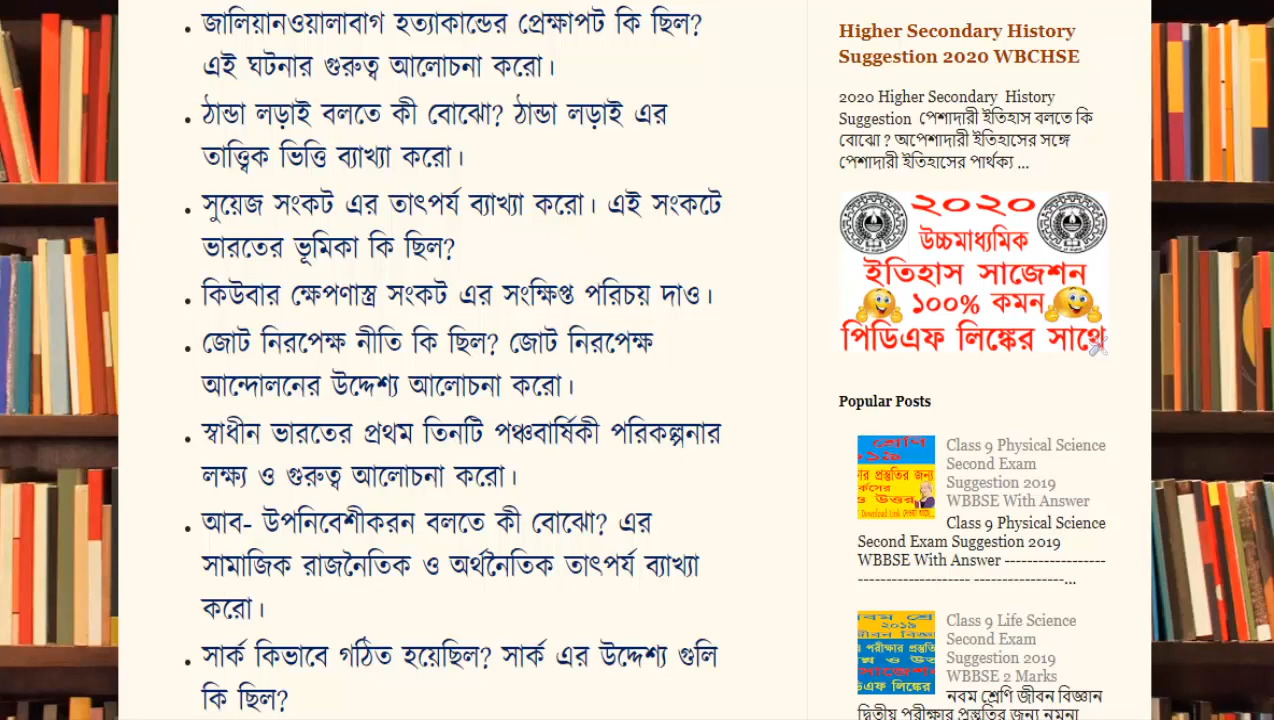 জালিয়ানওয়ালাবাগ হত্যাকান্ডের প্রেক্ষাপট কি ছিল?
এই ঘটনার গুরুত্ব আলোচনা করো।
ঠান্ডা লড়াই বলতে কী বোঝো? ঠান্ডা লড়াই এর
তাত্ত্বিক ভিত্তি ব্যাখ্যা করো।
সুয়েজ সংকট এর তাৎপর্য ব্যাখ্যা করো। এই সংকটে
ভারতের ভূমিকা কি ছিল?
কিউবার ক্ষেপণাস্ত্র সংকট এর সংক্ষিপ্ত পরিচয় দাও।
জোট নিরপেক্ষ নীতি কি ছিল? জোট নিরপেক্ষ
আন্দোলনের উদ্দেশ্য আলোচনা করো।
স্বাধীন ভারতের প্রথম তিনটি পঞ্চবার্ষিকী পরিকল্পনার
লক্ষ্য ও গুরুত্ব আলোচনা করো।
আব- উপনিবেশীকরন বলতে কী বোঝো? এর
সামাজিক রাজনৈতিক ও অর্থনৈতিক তাৎপর্য ব্যাখ্যা
করো।
সার্ক কিভাবে গঠিত হয়েছিল? সার্ক এর উদ্দেশ্য গুলি
কি ছিল?
Higher Secondary History
Suggestion 2020 WBCHSE
2020 Higher Secondary History
Suggestion পেশাদারী ইতিহাস বলতে কি
বোঝো ? অপেশাদারী ইতিহাসের সঙ্গে
পেশাদারী ইতিহাসের পার্থক্য ...
২০২০
উচ্চমাধ্যমিক
ইতিহাস সাজেশন
১০০% কমন
পিডিএফ লিঙ্কের সাথে
Popular Posts
Class 9 Physical Science
Second Exam
Suggestion 2019
WBBSE With Answer
Class 9 Physical Science
Second Exam Suggestion 2019
WBBSE With Answer ------------------
-------------------- ----------------...
Class 9 Life Science
Second Exam
Suggestion 2019
WBBSE 2 Marks
নবম শ্রেণি জীবন বিজ্ঞান
দ্বিতীয় পরীক্ষার প্রস্তুতির জন্য নমুনা